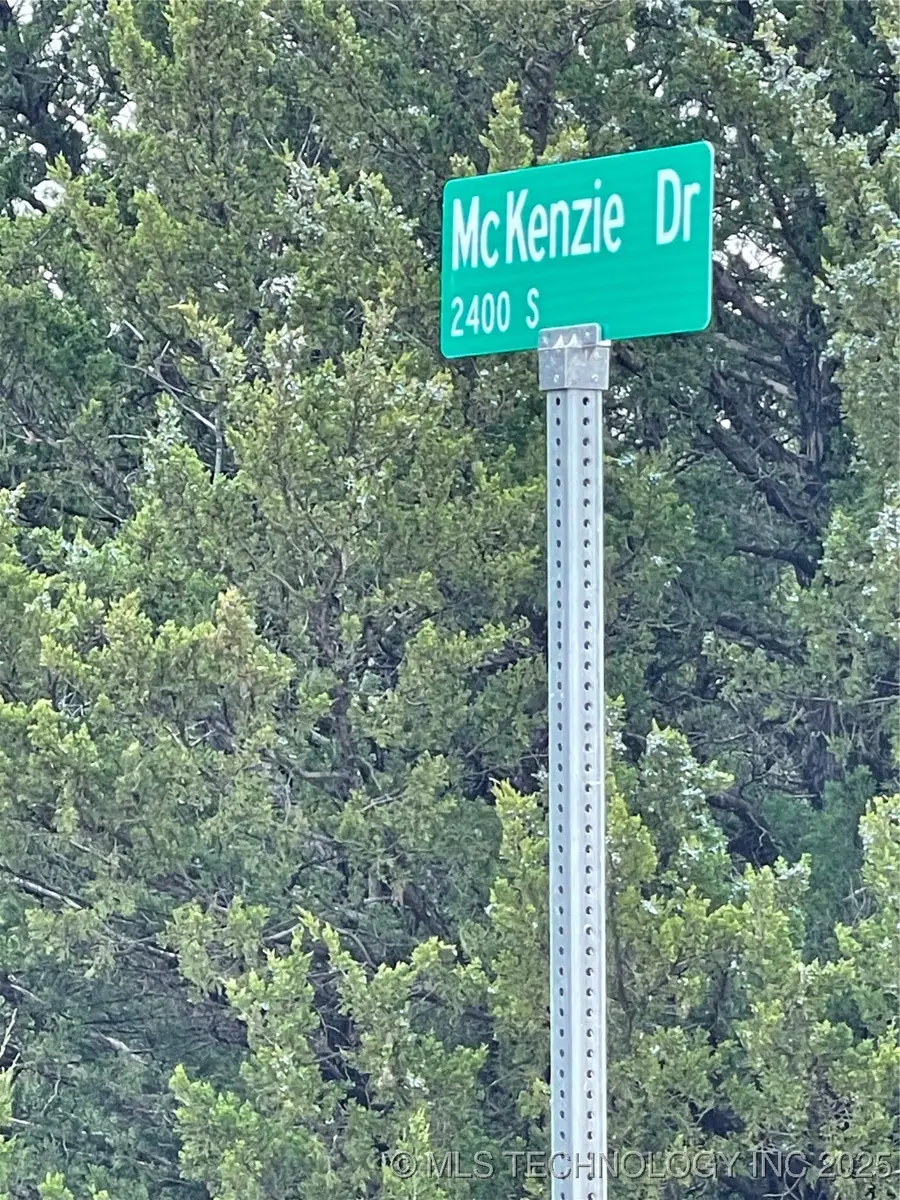 McKenzie Dr
2400 S
© MLS TECHNOLOGY INC 2025